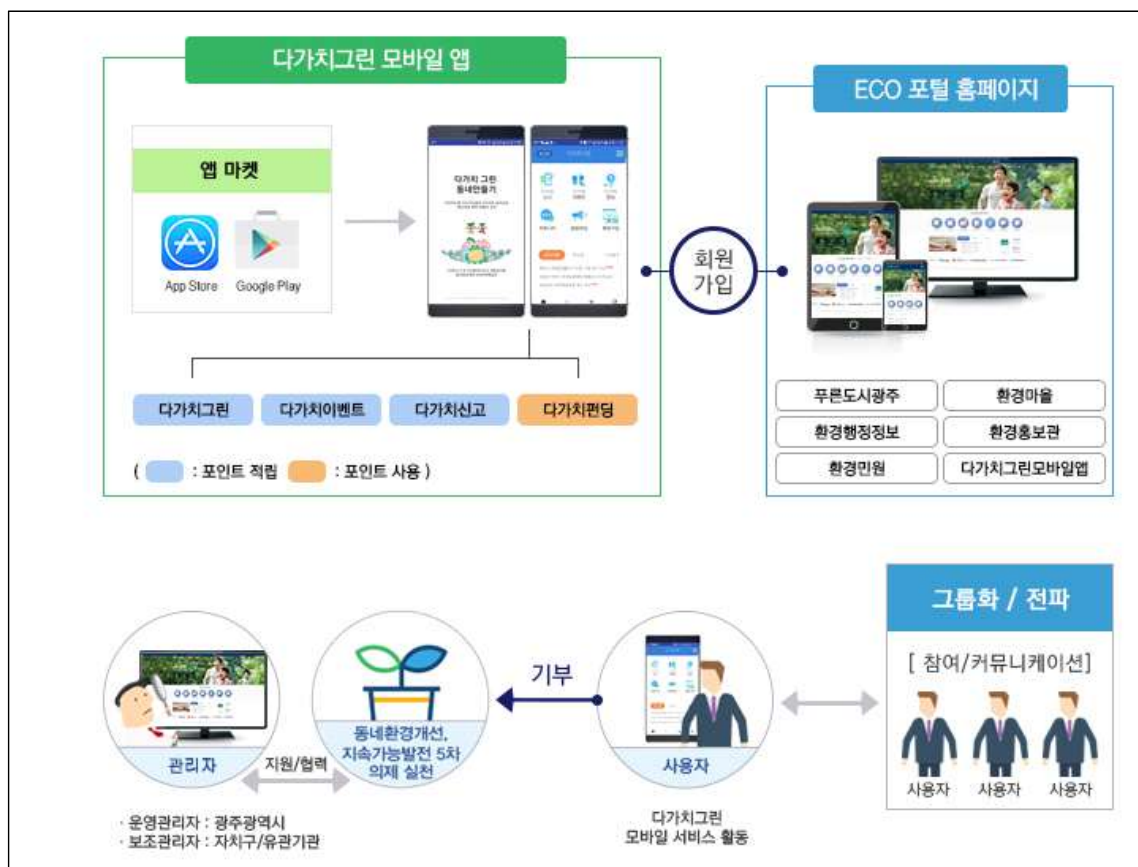 다가치그린 모바일 앱
ECO 포털 홈페이지
앱 마켓
App Store
Google Play
다가치 그린
동네만들기
회원
가입
다가치그린
다가치이벤트
다가치신고
다가치펀딩
( : 포인트 적립 : 포인트 사용 )
푸른도시광주
환경마을
환경행정정보
환경홍보관
환경민원
다가치그린모바일앱
그룹화 / 전파
[ 참여/커뮤니케이션]
사용자
사용자
사용자
기부
동네환경개선,
지속가능발전 5차
의제 실천
관리자
지원/협력
사용자
· 운영관리자 : 광주광역시
· 보조관리자 : 자치구/유관기관
다가치그린
모바일 서비스 활동